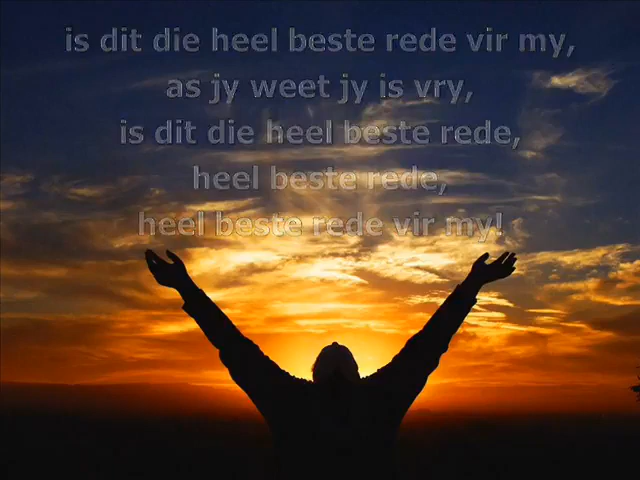 is dit die heel beste rede vir my,
as jy weet jy is vry,
is dit die heel beste rede,
heel beste rede,
heel beste rede vir my!